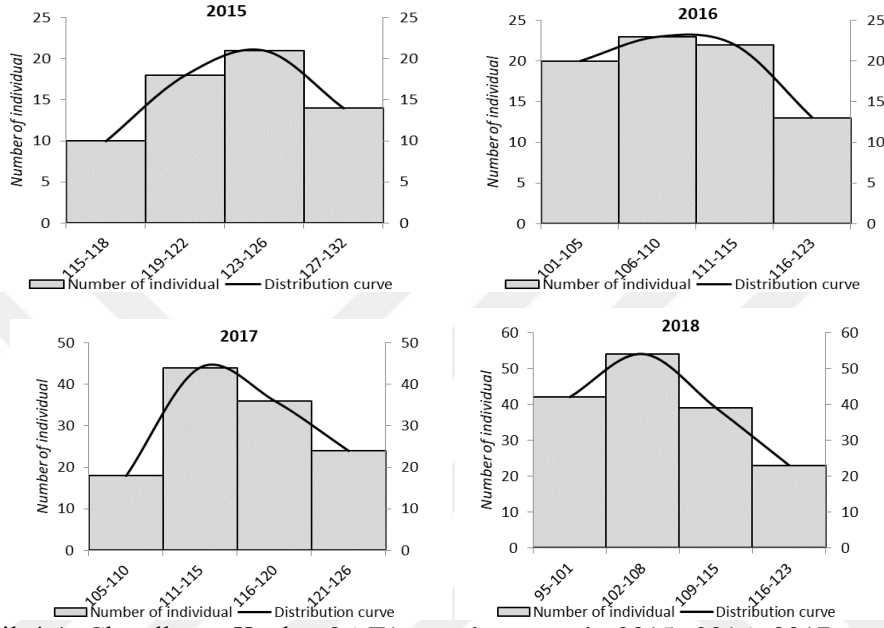 2015
25 20 15 10 5 0
Number of individual
25 20 15 10 5 0
115-118 119-122 123-126 127-132
Number of individual Distribution curve
2016
25 20 15 10 5 0
Number of individual
25 20 15 10 5 0
101-105 106-110 111-115 116-123
Number of individual Distribution curve
2017
50 40 30 20 10 0
Number of individual
50 40 30 20 10 0
105-110 111-115 116-120 121-126
Number of individual Distribution curve
2018
60 50 40 30 20 10 0
Number of individual
60 50 40 30 20 10 0
95-101 102-108 109-115 116-123
Number of individual Distribution curve